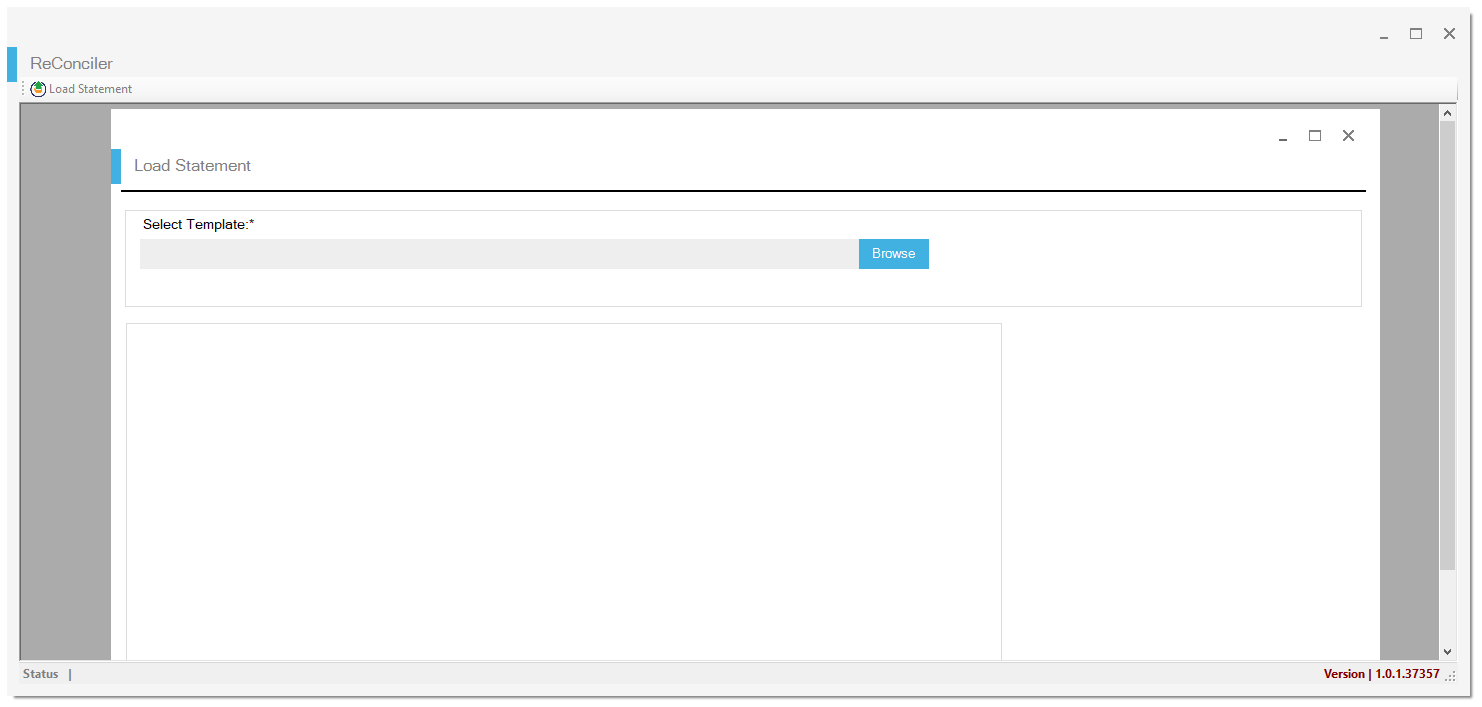 ReConciler
Load Statement
Load Statement
Select Template:*
Browse
Status |
Version | 1.0.1.37357